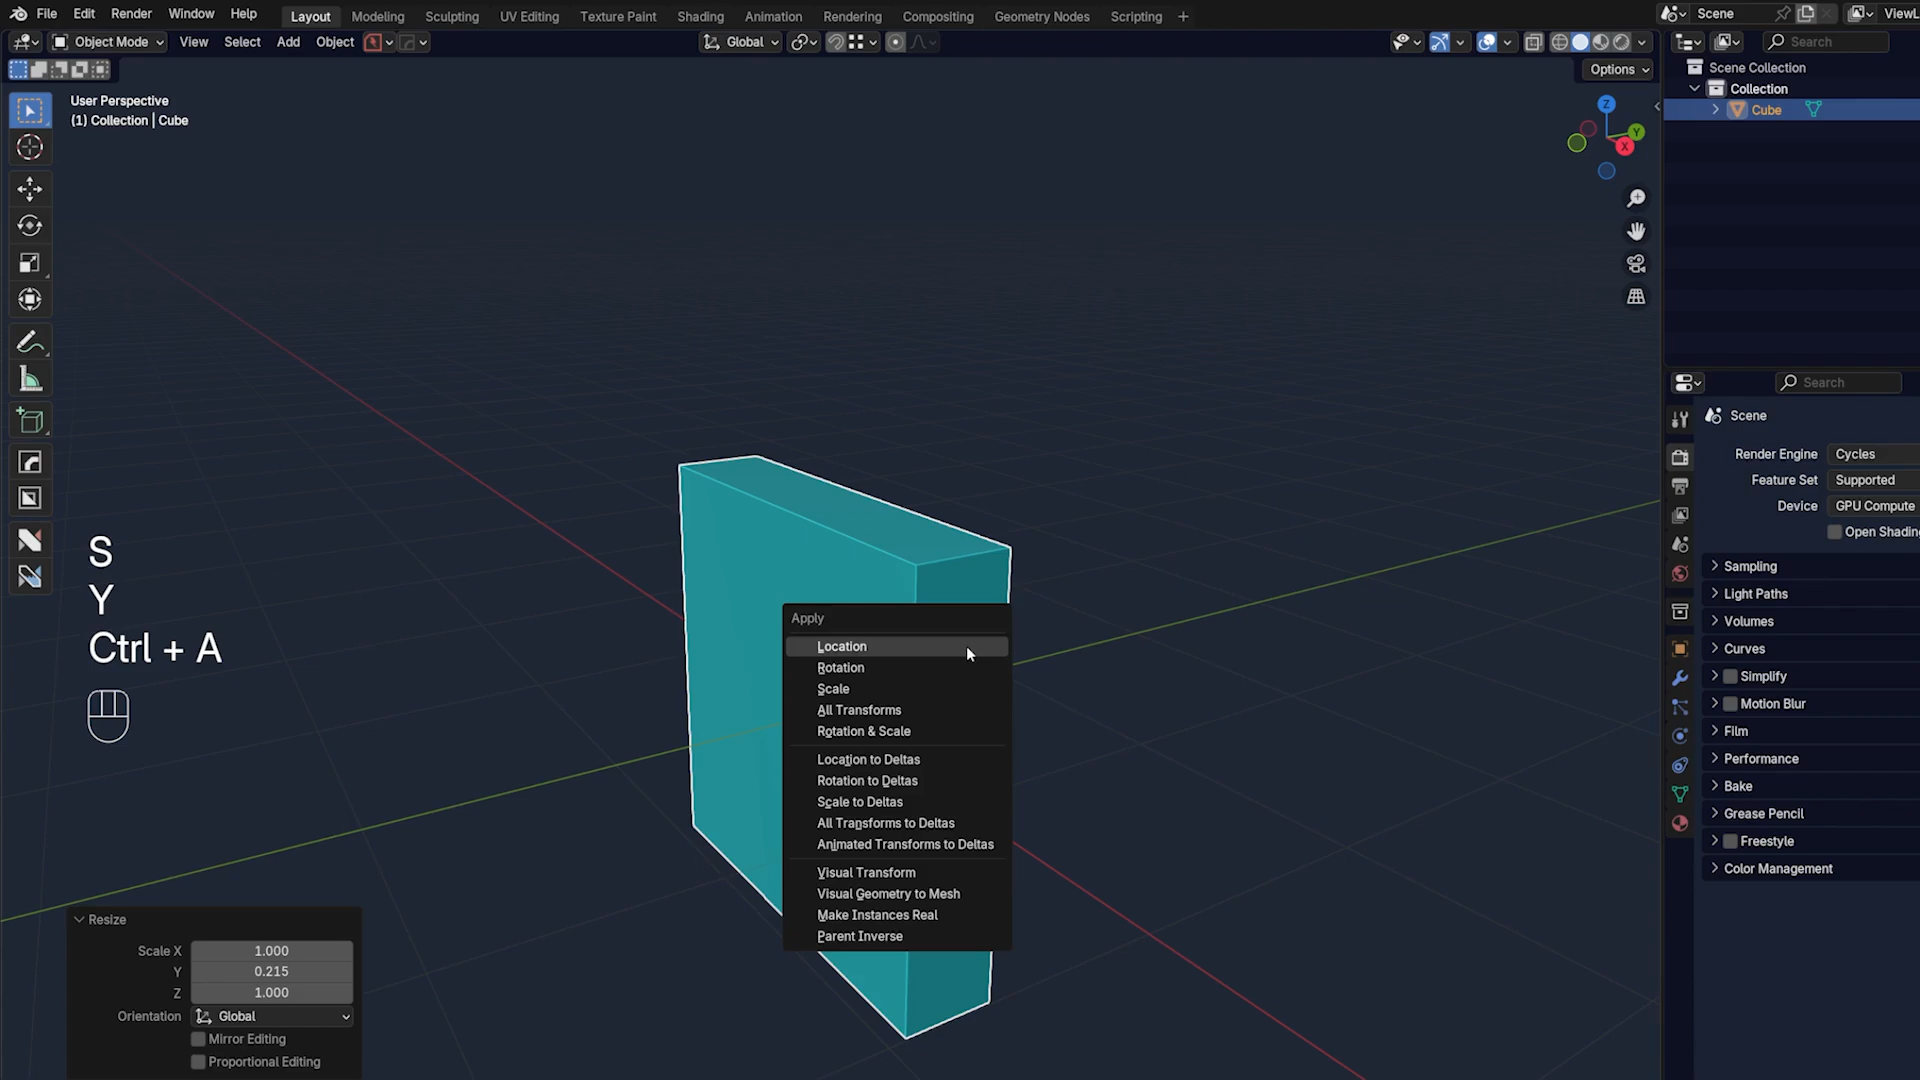 File Edit Render Window Help Layout Modeling Sculpting UV Editing Texture Paint Shading Animation Rendering Compositing Geometry Nodes Scripting + Scene ViewL
Object Mode View Select Add Object Global Search
Options
User Perspective
(1) Collection | Cube
Z
Y
X
Scene Collection
Collection
Cube
Search
Scene
Render Engine Cycles
Feature Set Supported
Device GPU Compute
Open Shading
Sampling
Light Paths
Volumes
Curves
Simplify
Motion Blur
Film
Performance
Bake
Grease Pencil
Freestyle
Color Management
S
Y
Ctrl + A
Apply
Location
Rotation
Scale
All Transforms
Rotation & Scale
Location to Deltas
Rotation to Deltas
Scale to Deltas
All Transforms to Deltas
Animated Transforms to Deltas
Visual Transform
Visual Geometry to Mesh
Make Instances Real
Parent Inverse
Resize
Scale X 1.000
Y 0.215
Z 1.000
Orientation Global
Mirror Editing
Proportional Editing